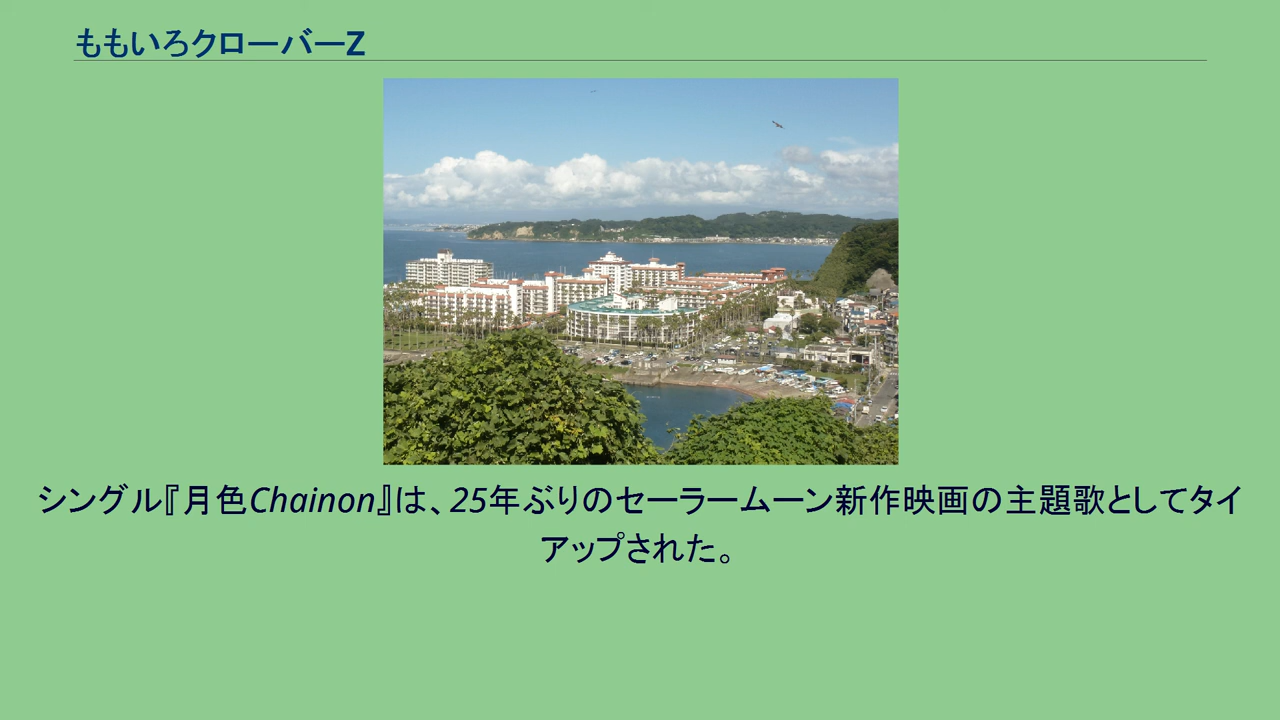 ももいろクローバーZ
シングル『月色Chainon』は、25年ぶりのセーラームーン新作映画の主題歌としてタイ
アップされた。